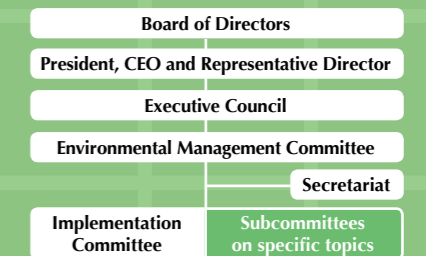 Board of Directors
President, CEO and Representative Director
Executive Council
Environmental Management Committee
Secretariat
Implementation
Committee
Subcommittees
on specific topics